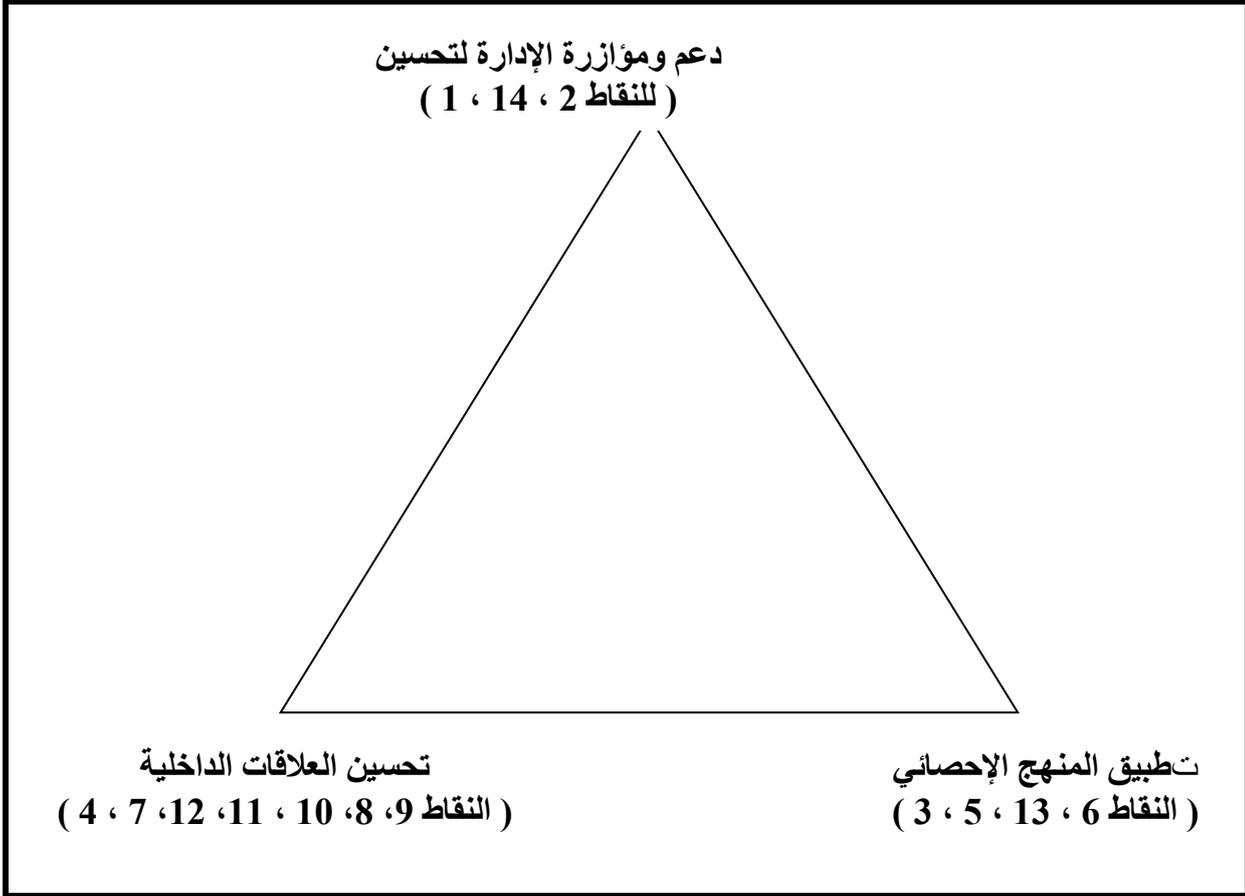 دعم ومؤازرة الإدارة لتحسين
( للنقاط 2 ، 14 ، 1 )
تطبيق المنهج الإحصائي
( النقاط 6 ، 13 ، 5 ، 3 )
تحسين العلاقات الداخلية
( النقاط 9، 8، 10 ، 11، 12، 7 ، 4 )